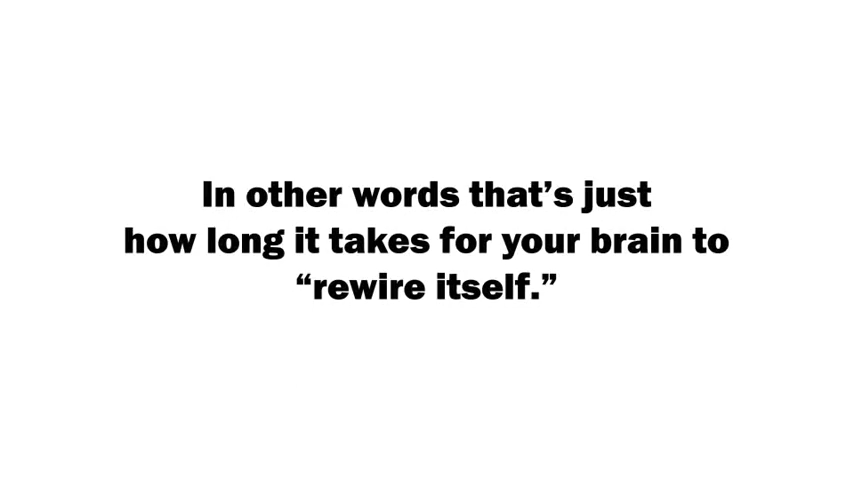 In other words that’s just
how long it takes for your brain to
“rewire itself.”